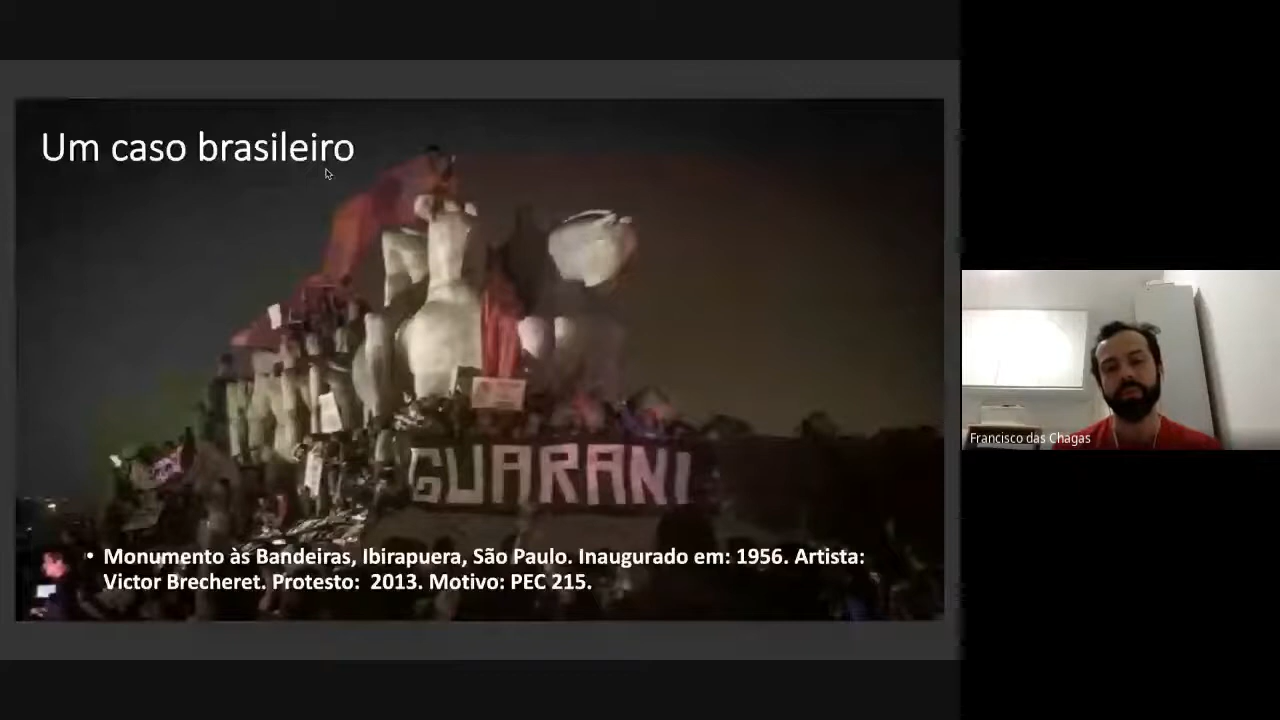 Um caso brasileiro
GUARANI
• Monumento às Bandeiras, Ibirapuera, São Paulo. Inaugurado em: 1956. Artista:
Victor Brecheret. Protesto: 2013. Motivo: PEC 215.
Francisco das Chagas